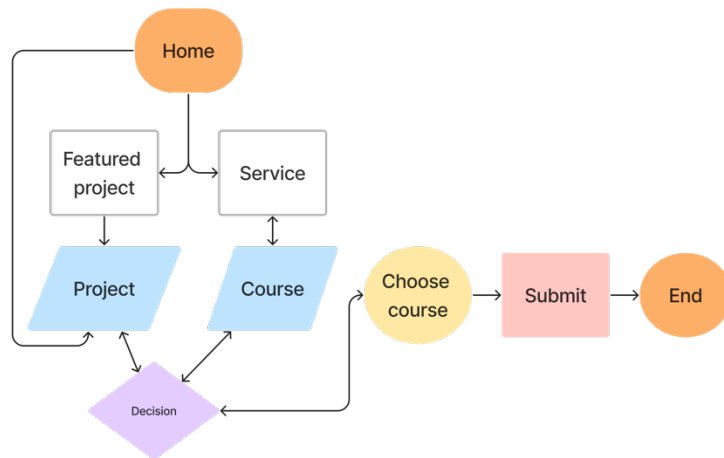 Home
Featured
project
Service
Project
Course
Choose
course
Submit
End
Decision